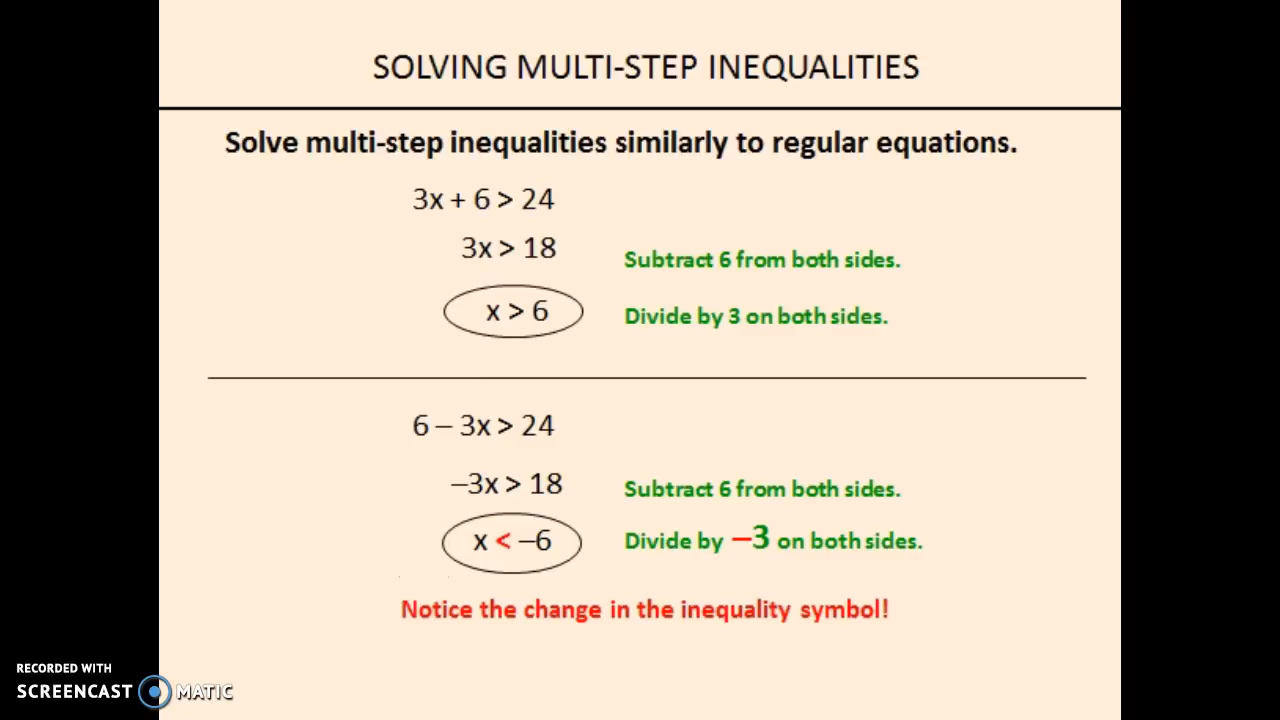 SOLVING MULTI-STEP INEQUALITIES
Solve multi-step inequalities similarly to regular equations.
3x + 6 > 24
3x > 18 Subtract 6 from both sides.
x > 6 Divide by 3 on both sides.
6 – 3x > 24
–3x > 18 Subtract 6 from both sides.
x < –6 Divide by –3 on both sides.
Notice the change in the inequality symbol!
RECORDED WITH
SCREENCAST MATIC